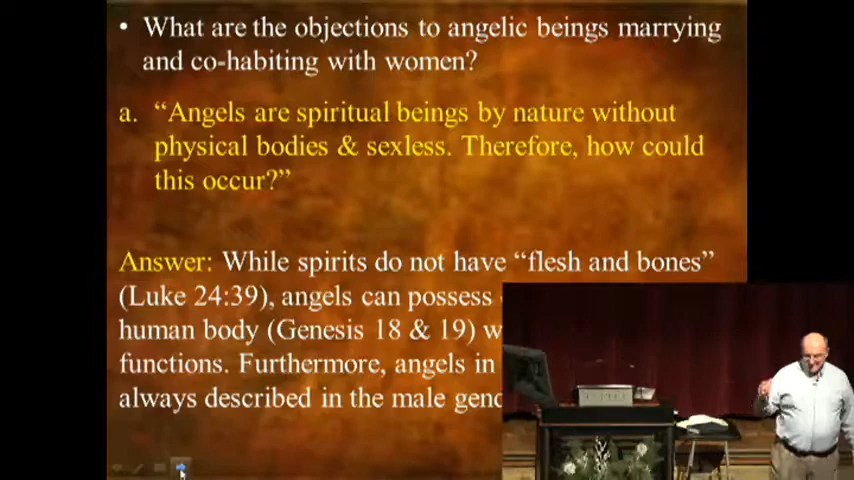 • What are the objections to angelic beings marrying
and co-habiting with women?
a. “Angels are spiritual beings by nature without
physical bodies & sexless. Therefore, how could
this occur?”
Answer: While spirits do not have “flesh and bones”
(Luke 24:39), angels can possess
human body (Genesis 18 & 19) w
functions. Furthermore, angels in
always described in the male gend